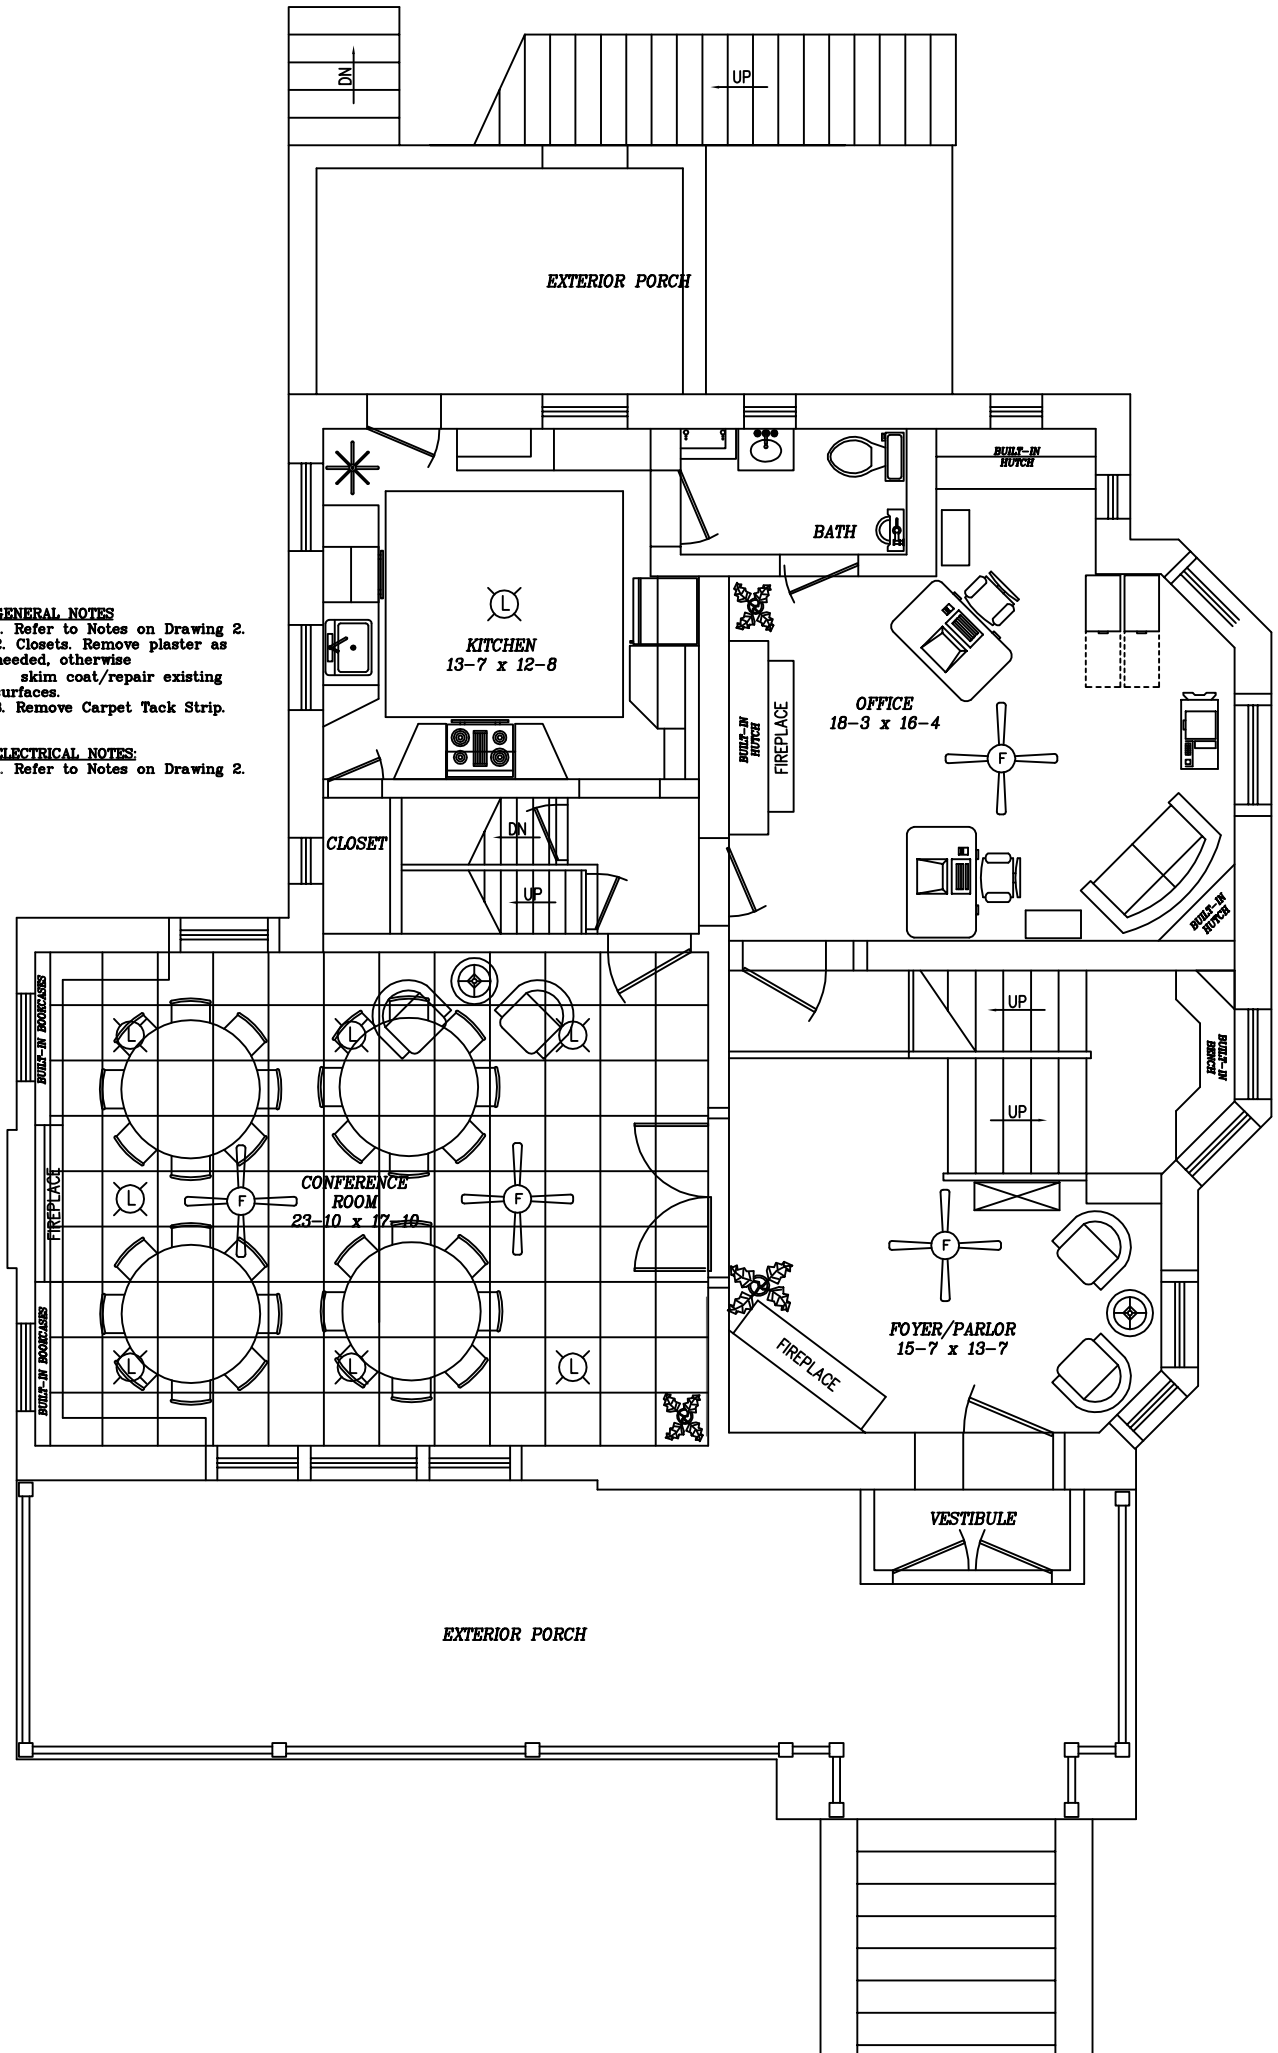 DN
UP
EXTERIOR PORCH
BUILT-IN
HUTCH
BATH
GENERAL NOTES
. Refer to Notes on Drawing 2.
. Closets. Remove plaster as
needed, otherwise
skim coat/repair existing
surfaces.
. Remove Carpet Tack Strip.
ELECTRICAL NOTES:
. Refer to Notes on Drawing 2.
L
KITCHEN
13-7 x 12-8
OFFICE
18-3 x 16-4
BUILT-IN
HUTCH
FIREPLACE
F
CLOSET
DN
UP
BUILT-IN
HUTCH
UP
UP
BUILT-IN
BENCH
BUILT-IN BOOKCASES
L
L
L
FIREPLACE
L
F
F
CONFERENCE
ROOM
23-10 x 17-10
BUILT-IN BOOKCASES
L
L
L
F
FIREPLACE
FOYER/PARLOR
15-7 x 13-7
VESTIBULE
EXTERIOR PORCH